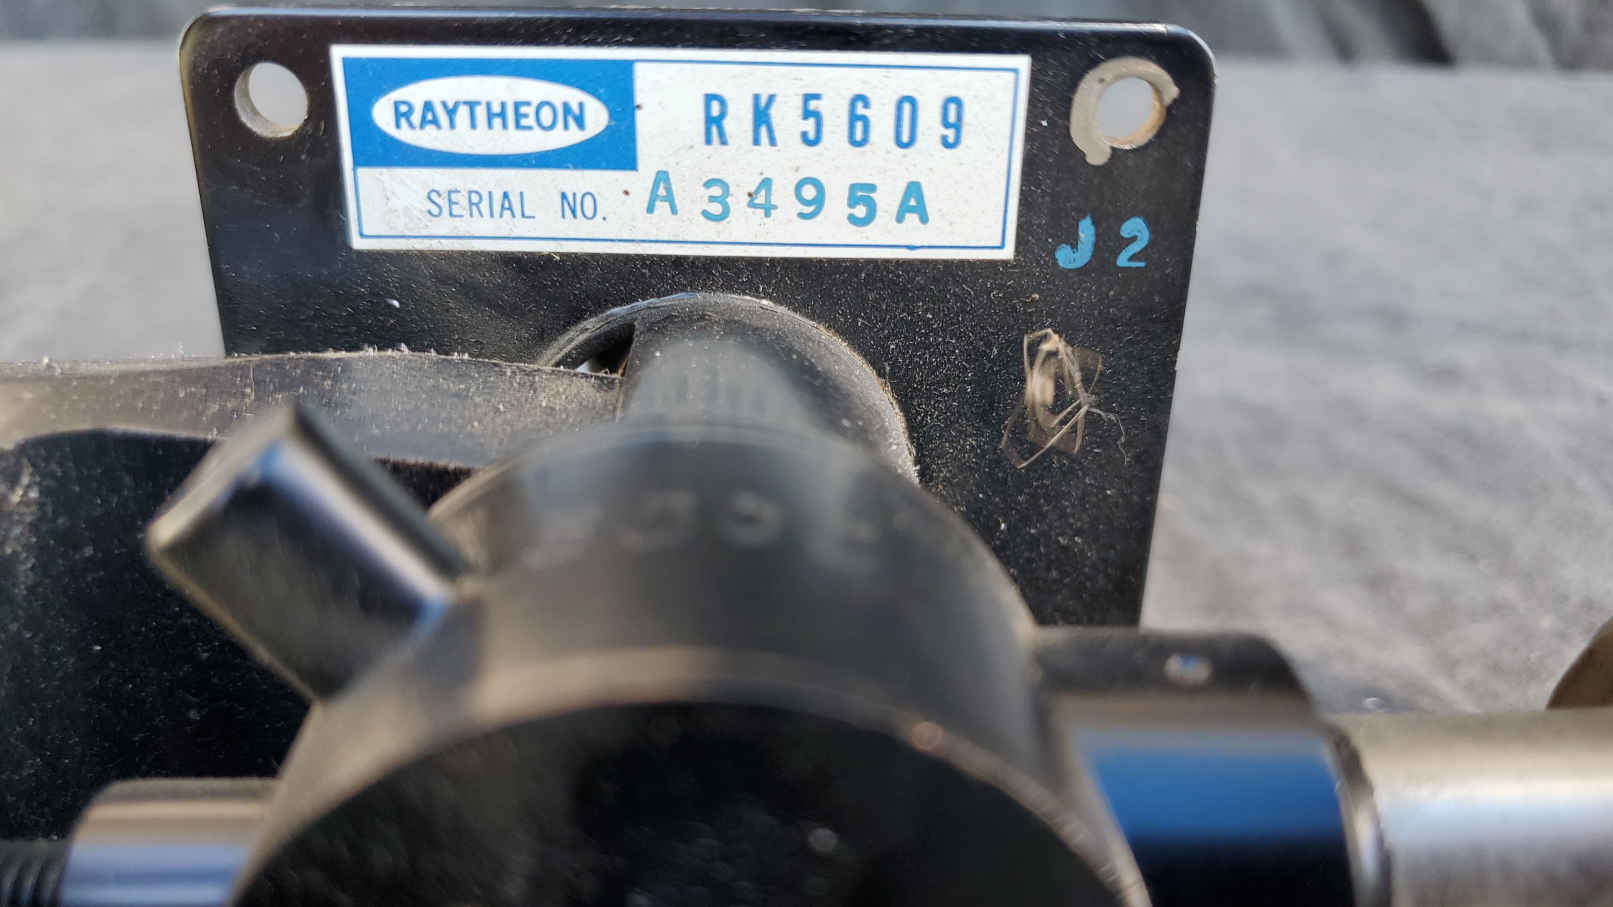 RAYTHEON
RK5609
SERIAL NO. A3495A
J2